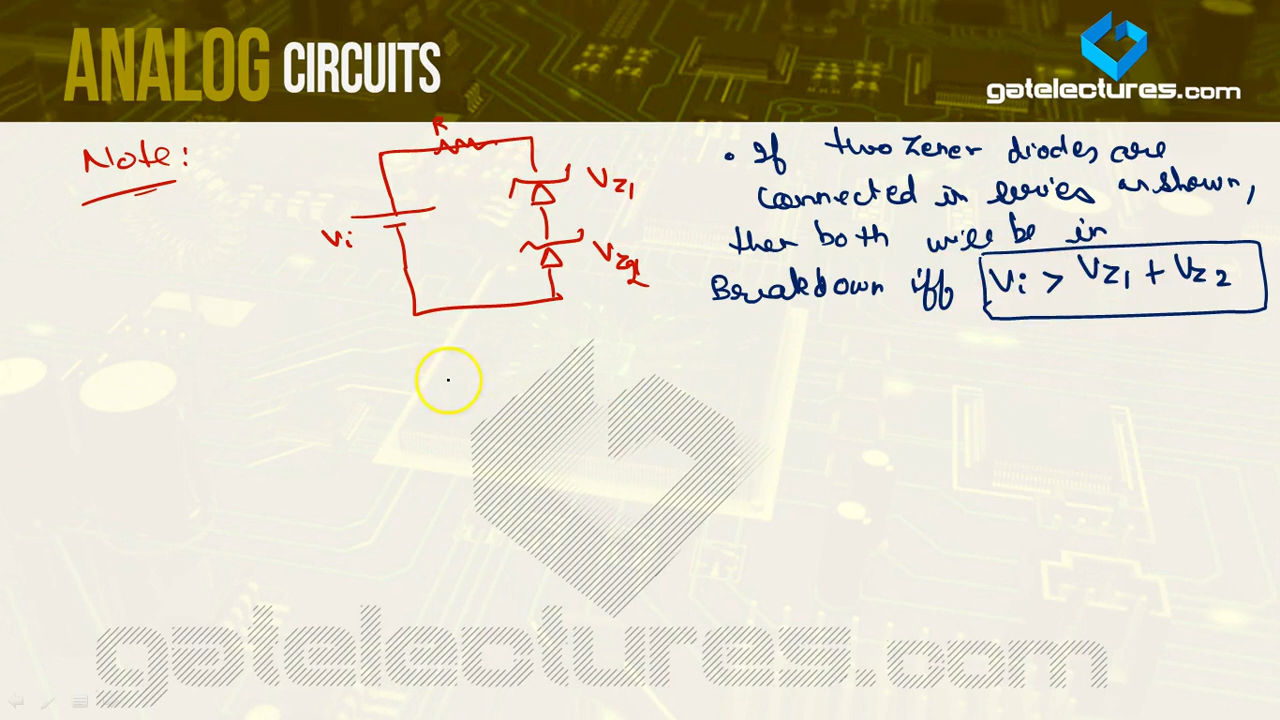 ANALOG CIRCUITS
gatelectures.com
Note:
R
Vi
VZ1
VZ2
• If two Zener diodes are
connected in series as shown,
then both will be in
Breakdown iff Vi > VZ1 + VZ2
gatelectures.com